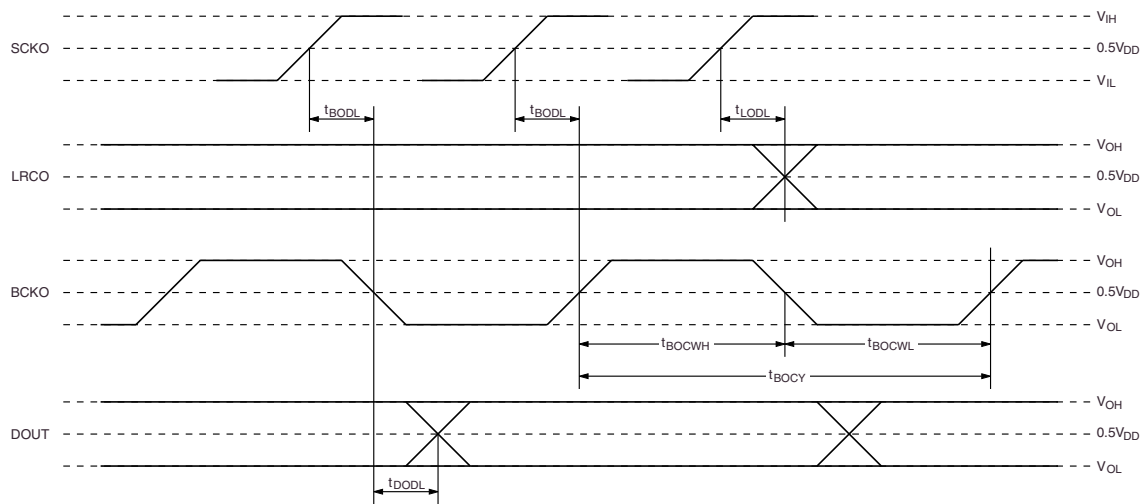 SCKO
V_IH
0.5V_DD
V_IL
t_BODL
t_BODL
t_LODL
LRCO
V_OH
0.5V_DD
V_OL
BCKO
V_OH
0.5V_DD
V_OL
t_BOCWH
t_BOCWL
t_BOCY
DOUT
V_OH
0.5V_DD
V_OL
t_DODL